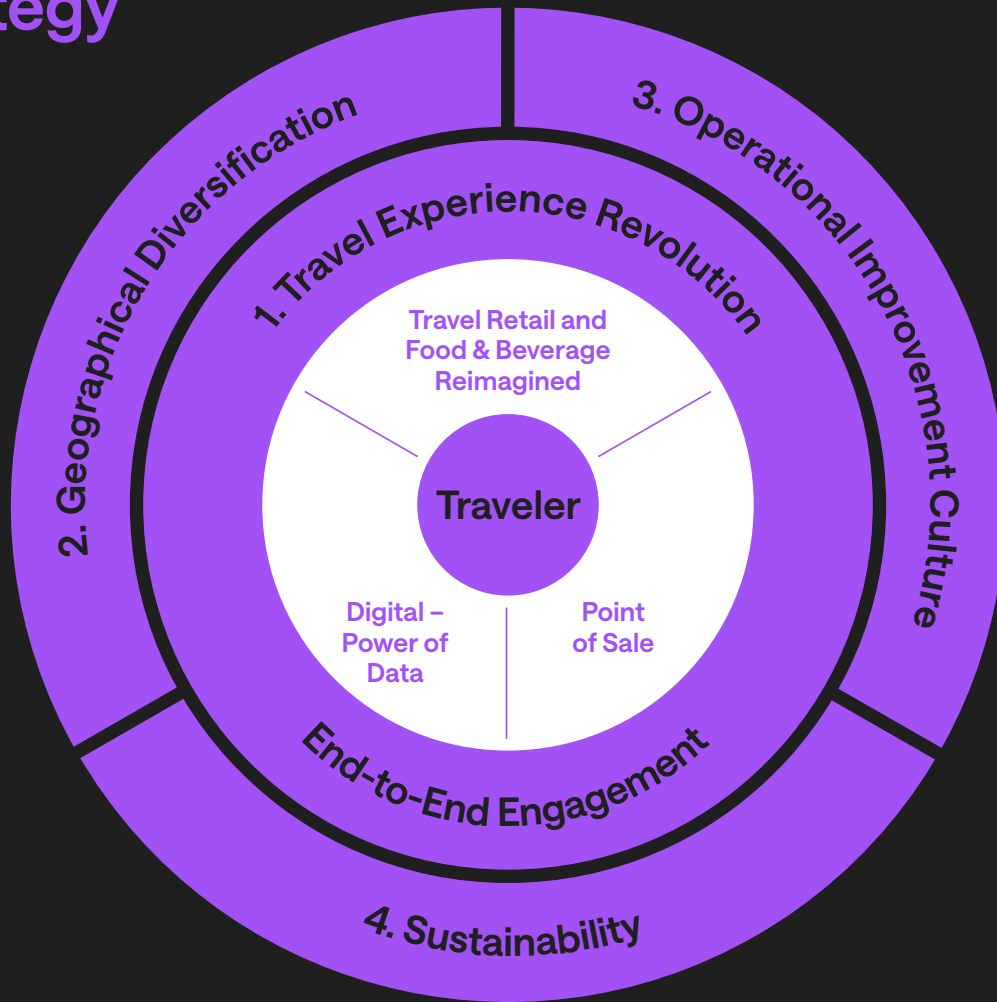 tegy
2. Geographical Diversification
3. Operational Improvement Culture
1. Travel Experience Revolution
Travel Retail and
Food & Beverage
Reimagined
Traveler
Digital –
Power of
Data
Point
of Sale
End-to-End Engagement
4. Sustainability